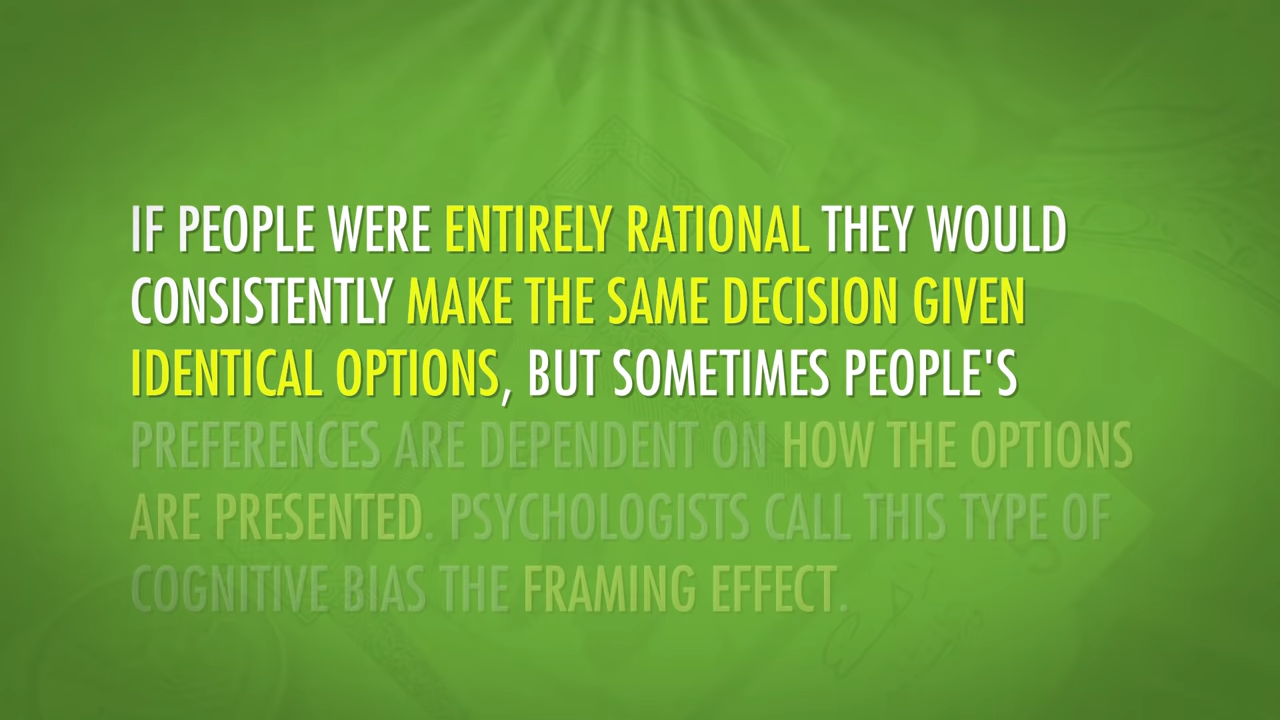 IF PEOPLE WERE ENTIRELY RATIONAL THEY WOULD
CONSISTENTLY MAKE THE SAME DECISION GIVEN
IDENTICAL OPTIONS, BUT SOMETIMES PEOPLE'S
PREFERENCES ARE DEPENDENT ON HOW THE OPTIONS
ARE PRESENTED. PSYCHOLOGISTS CALL THIS TYPE OF
COGNITIVE BIAS THE FRAMING EFFECT.